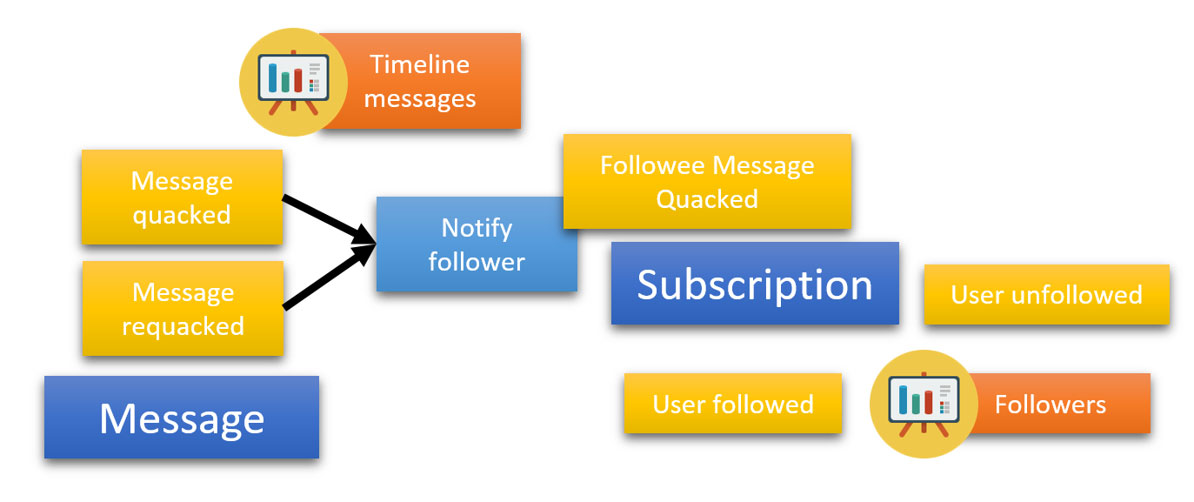 Timeline
messages
Message
quacked
Followee Message
Quacked
Notify
follower
Message
requacked
Subscription
User unfollowed
Message
User followed
Followers